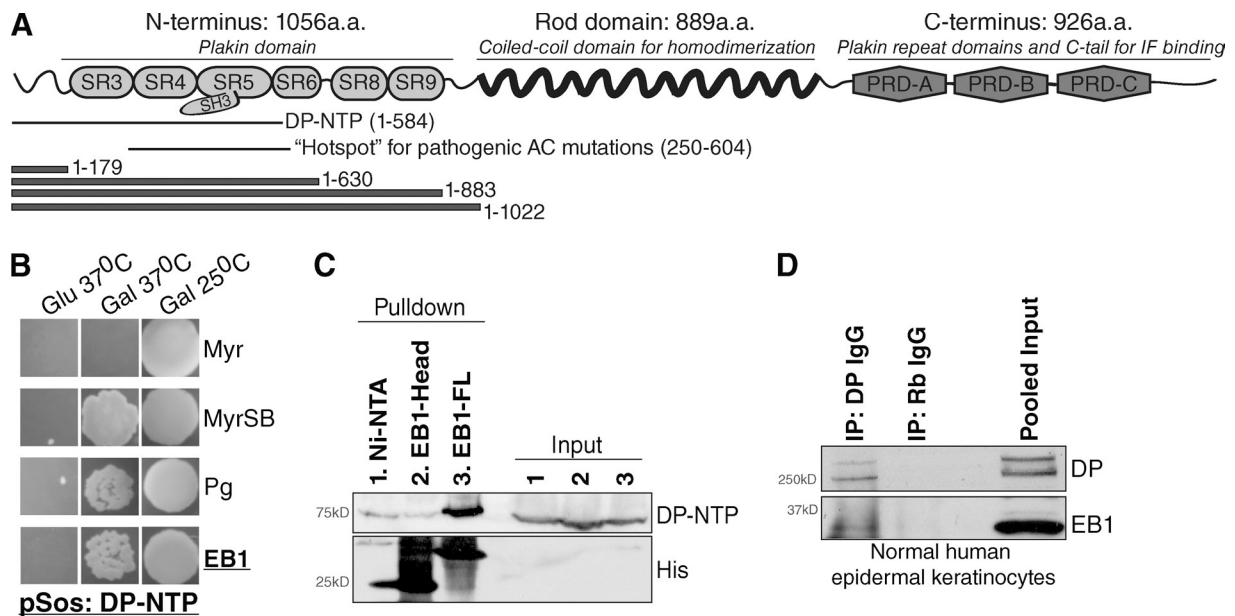 A
N-terminus: 1056a.a. Rod domain: 889a.a. C-terminus: 926a.a.
Plakin domain Coiled-coil domain for homodimerization Plakin repeat domains and C-tail for IF binding
SR3 SR4 SR5 SR6 SR8 SR9 PRD-A PRD-B PRD-C
SH3
DP-NTP (1-584)
"Hotspot" for pathogenic AC mutations (250-604)
1-179
1-630
1-883
1-1022
B
Glu 37⁰C
Gal 37⁰C
Gal 25⁰C
Myr
MyrSB
Pg
EB1
pSos: DP-NTP
C
Pulldown
1. Ni-NTA
2. EB1-Head
3. EB1-FL
Input
1 2 3
75kD DP-NTP
25kD His
D
IP: DP IgG
IP: Rb IgG
Pooled Input
250kD DP
37kD EB1
Normal human
epidermal keratinocytes